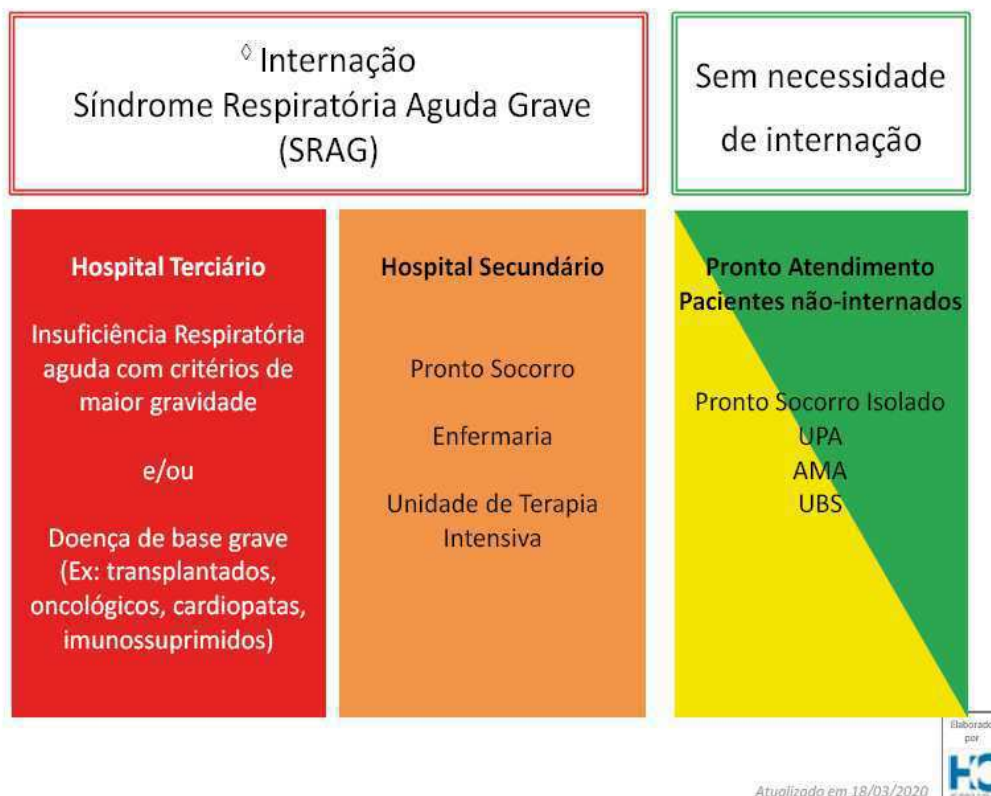 ◊ Internação
Síndrome Respiratória Aguda Grave
(SRAG)
Sem necessidade
de internação
Hospital Terciário
Insuficiência Respiratória
aguda com critérios de
maior gravidade
e/ou
Doença de base grave
(Ex: transplantados,
oncológicos, cardiopatas,
imunossuprimidos)
Hospital Secundário
Pronto Socorro
Enfermaria
Unidade de Terapia
Intensiva
Pronto Atendimento
Pacientes não-internados
Pronto Socorro Isolado
UPA
AMA
UBS
Elaborado
por
HC
Atualizado em 18/03/2020